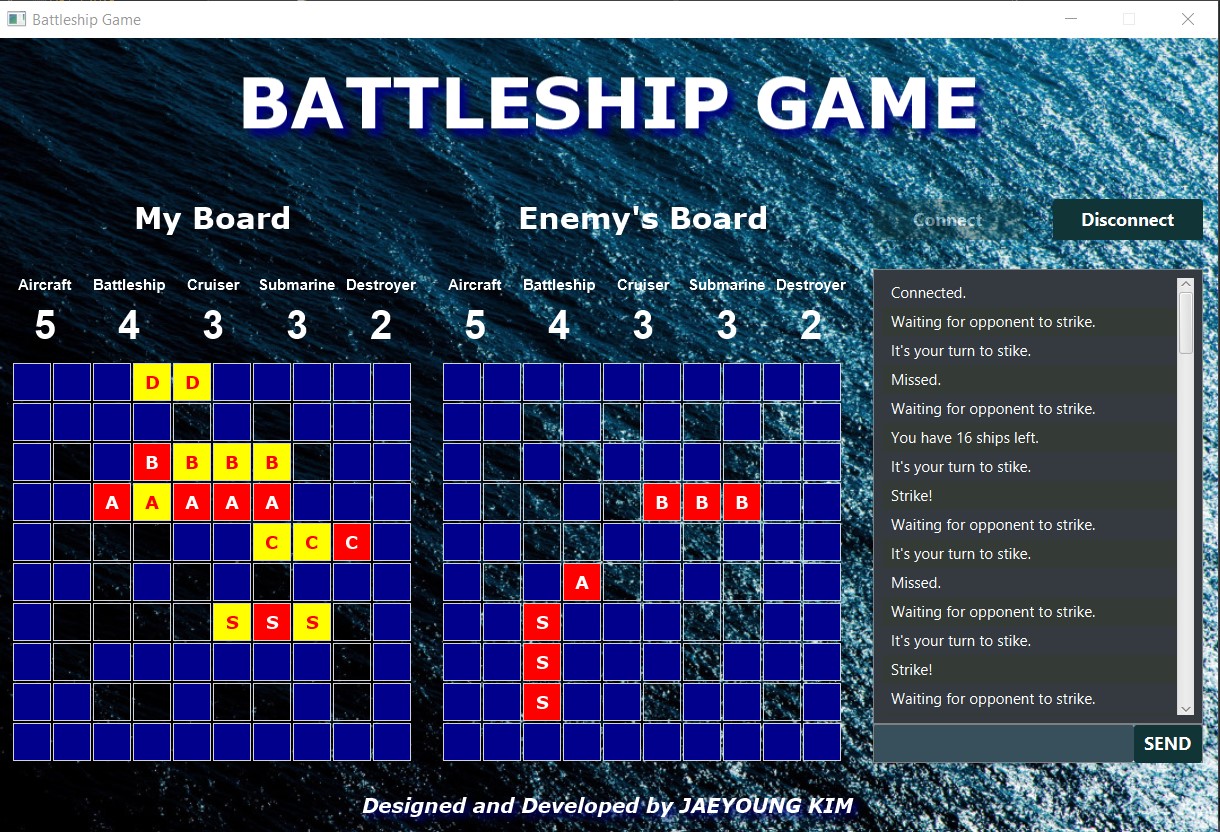 Battleship Game
BATTLESHIP GAME
My Board
Enemy's Board
Connect
Disconnect
Aircraft Battleship Cruiser Submarine Destroyer
5 4 3 3 2
Aircraft Battleship Cruiser Submarine Destroyer
5 4 3 3 2
D D
B B B B
A A A A A
C C C
S S S
B B B
A
S
S
S
Connected.
Waiting for opponent to strike.
It's your turn to stike.
Missed.
Waiting for opponent to strike.
You have 16 ships left.
It's your turn to stike.
Strike!
Waiting for opponent to strike.
It's your turn to stike.
Missed.
Waiting for opponent to strike.
It's your turn to stike.
Strike!
Waiting for opponent to strike.
SEND
Designed and Developed by JAEYOUNG KIM